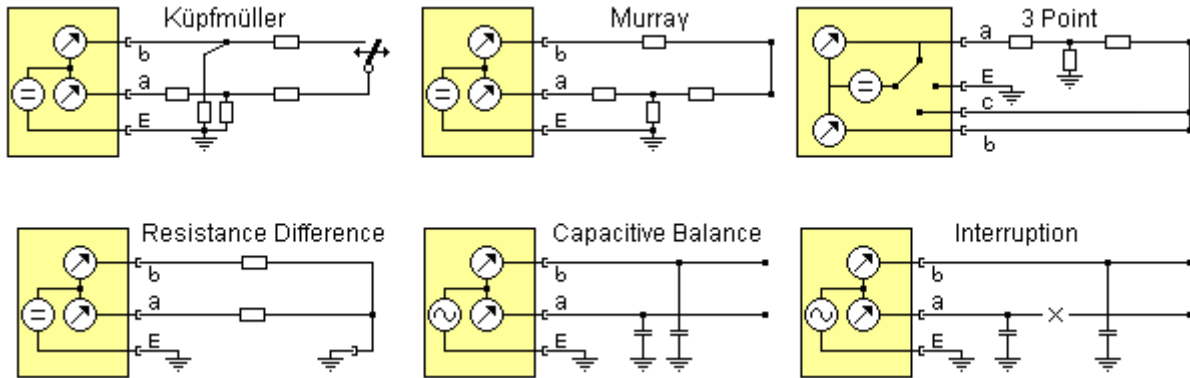 Küpfmüller
b
a
E
Murray
b
a
E
3 Point
a
E
c
b
Resistance Difference
b
a
E
Capacitive Balance
b
a
E
Interruption
b
a
E